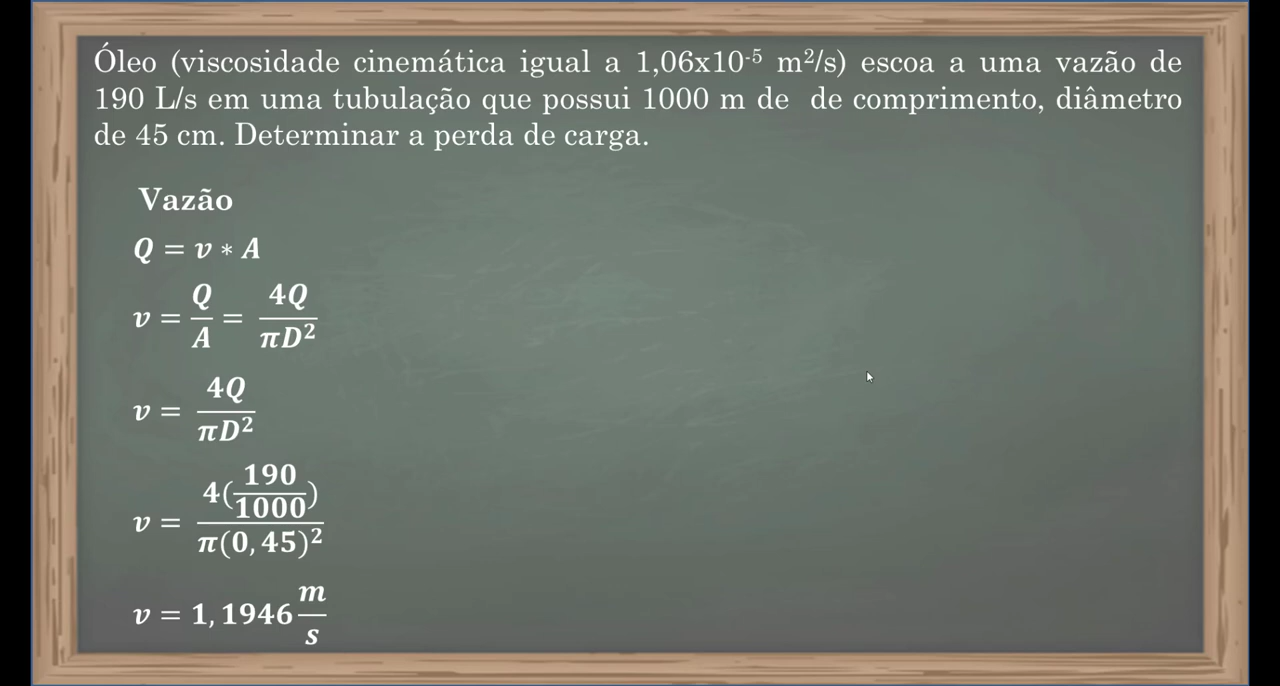 Óleo (viscosidade cinemática igual a 1,06x10⁻⁵ m²/s) escoa a uma vazão de
190 L/s em uma tubulação que possui 1000 m de de comprimento, diâmetro
de 45 cm. Determinar a perda de carga.
Vazão
Q = v * A
v = Q/A = 4Q/πD²
v = 4Q/πD²
v = 4(190/1000)/π(0,45)²
v = 1,1946 m/s